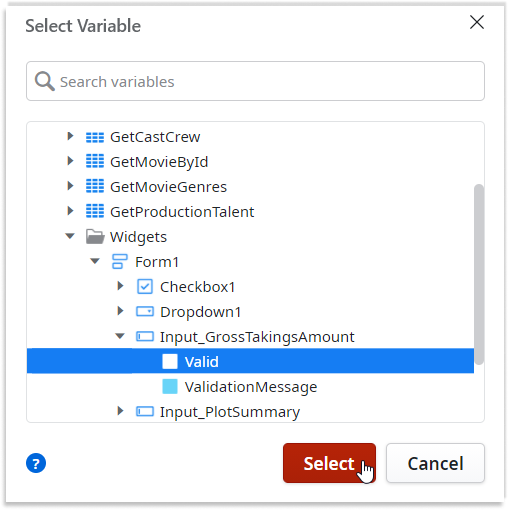 Select Variable
Search variables
GetCastCrew
GetMovieById
GetMovieGenres
GetProductionTalent
Widgets
Form1
Checkbox1
Dropdown1
Input_GrossTakingsAmount
Valid
ValidationMessage
Input_PlotSummary
? Select Cancel